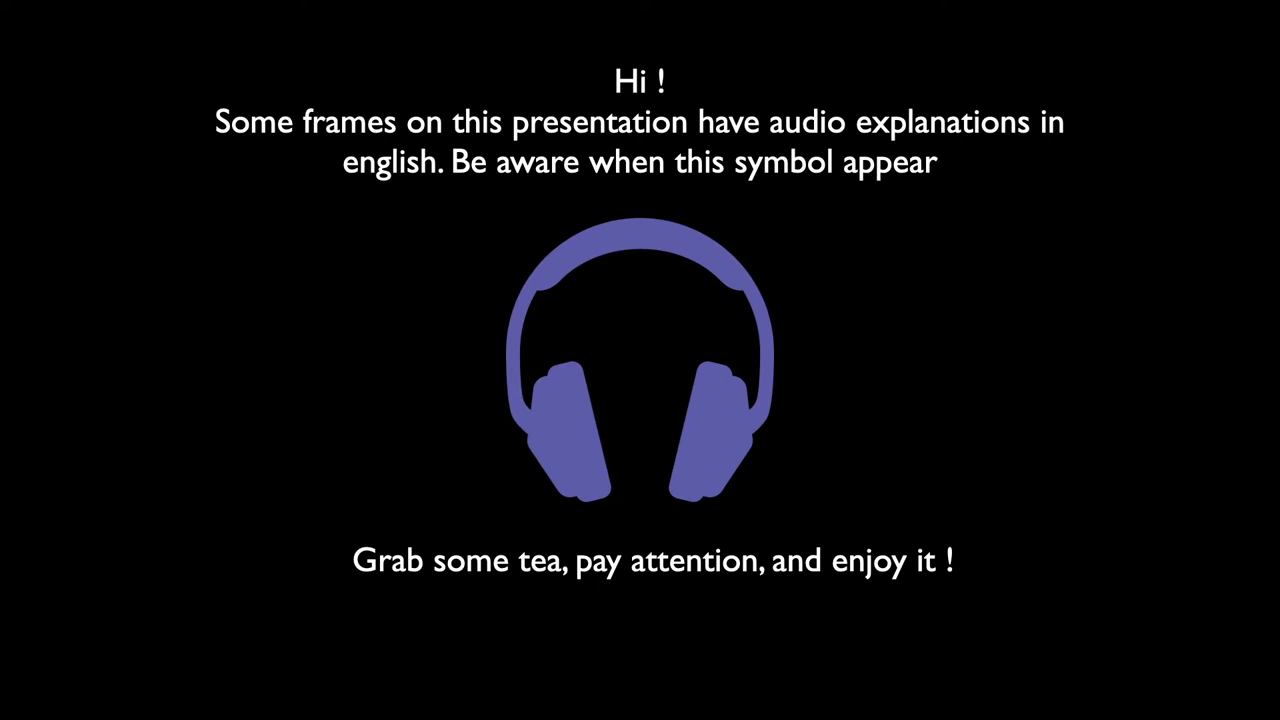 Hi !
Some frames on this presentation have audio explanations in
english. Be aware when this symbol appear
Grab some tea, pay attention, and enjoy it !